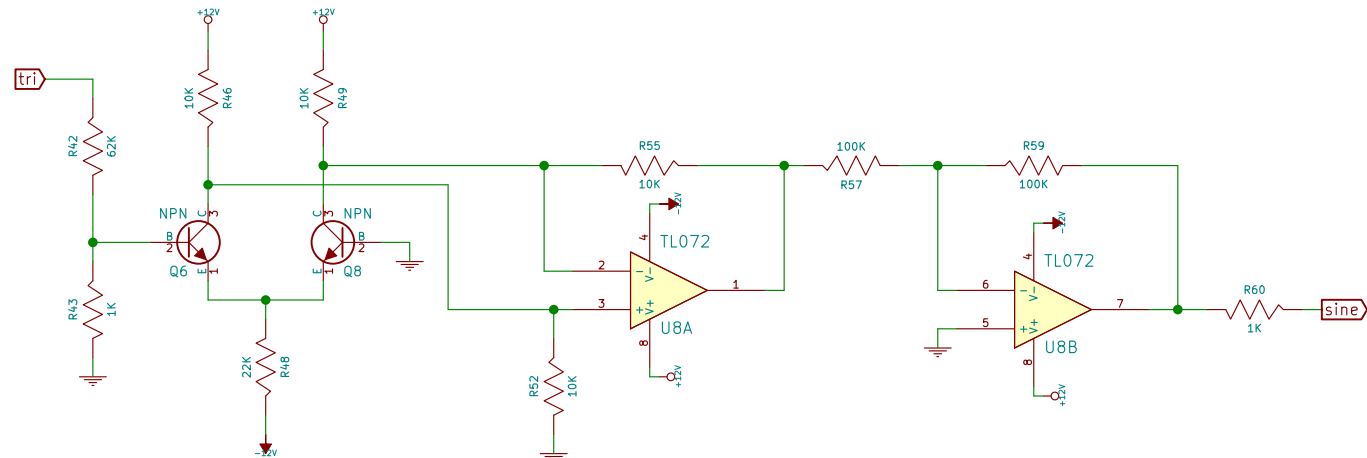 +12V
+12V
tri
10K
R46
10K
R49
R42
62K
R55
10K
100K
R57
R59
100K
NPN
C
3
B
2
E
1
Q6
C
3
NPN
B
2
E
1
Q8
-12V
4
TL072
2
-
V-
3
+
V+
1
U8A
8
+12V
-12V
4
TL072
6
-
V-
5
+
V+
7
U8B
8
+12V
R43
1K
22K
R48
-12V
R52
10K
R60
1K
sine